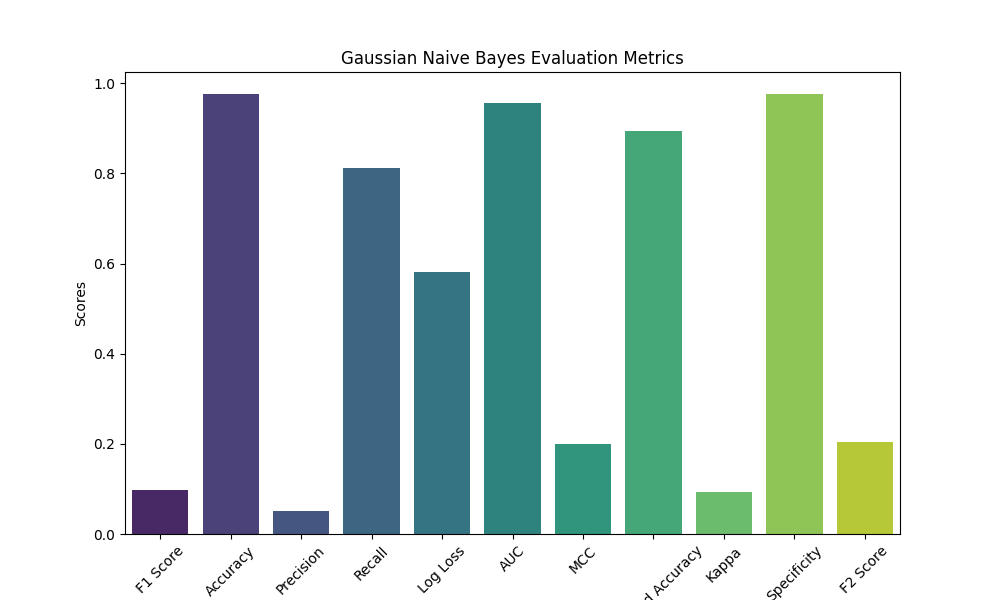 Gaussian Naive Bayes Evaluation Metrics
1.0
0.8
0.6
0.4
0.2
0.0
Scores
F1 Score
Accuracy
Precision
Recall
Log Loss
AUC
MCC
d Accuracy
Kappa
Specificity
F2 Score